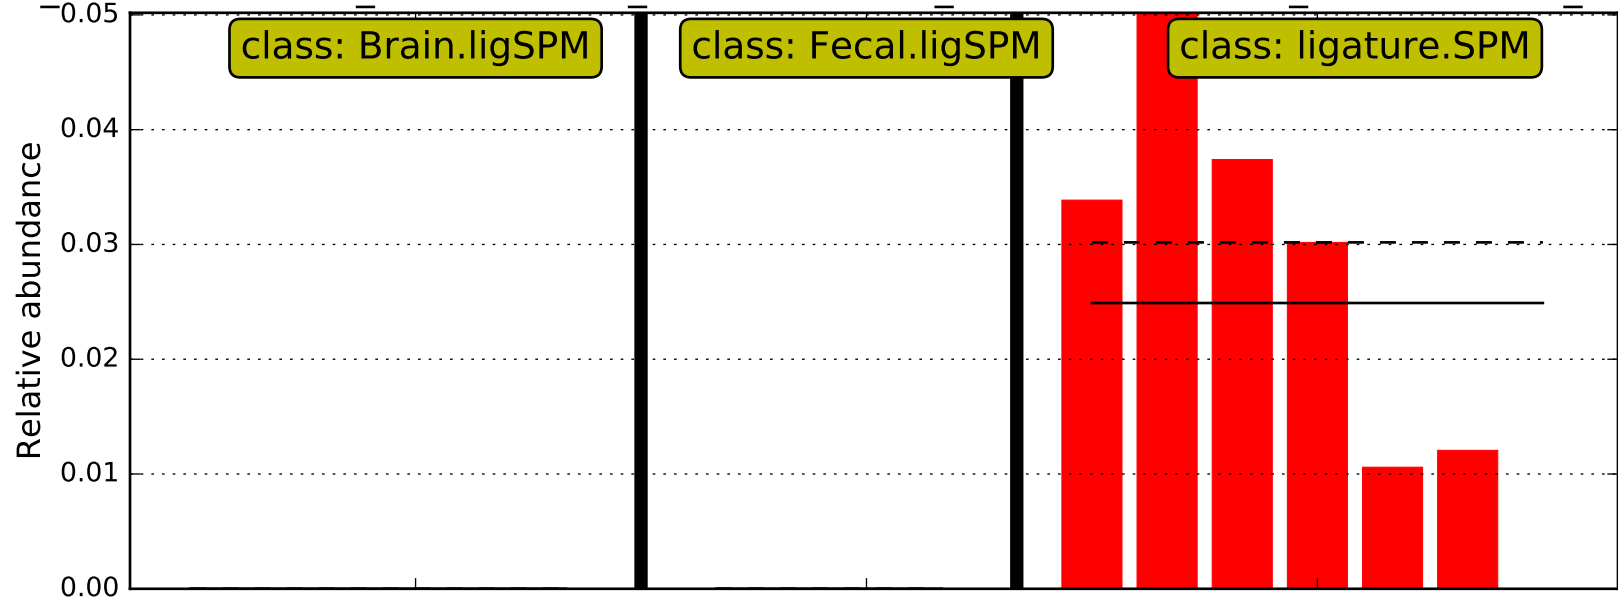 0.05
class: Brain.ligSPM
class: Fecal.ligSPM
class: ligature.SPM
0.04
0.03
0.02
0.01
0.00
Relative abundance